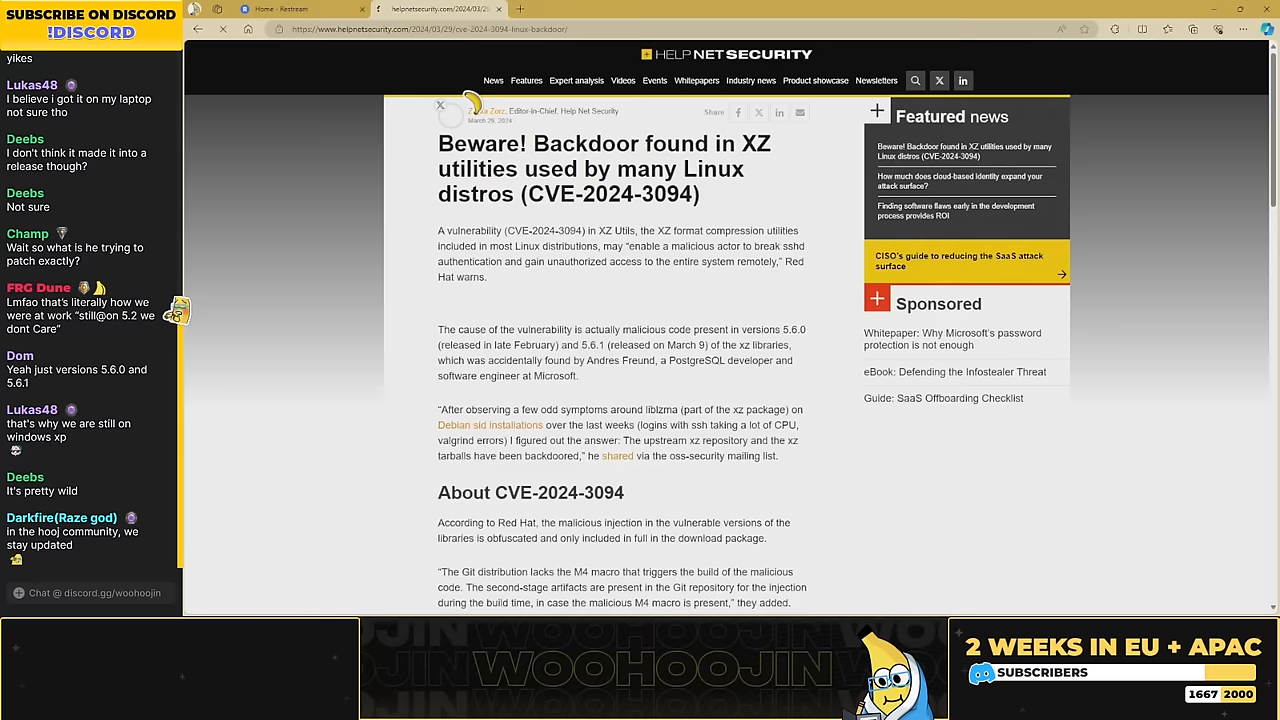 SUBSCRIBE ON DISCORD
!DISCORD
yikes
Lukas48
I believe i got it on my laptop
not sure tho
Deebs
I don't think it made it into a
release though?
Deebs
Not sure
Champ
Wait so what is he trying to
patch exactly?
FRG Dune
Lmfao that's literally how we
were at work "still@on 5.2 we
dont Care"
Dom
Yeah just versions 5.6.0 and
5.6.1
Lukas48
that's why we are still on
windows xp
Deebs
It's pretty wild
Darkfire(Raze god)
in the hooj community, we
stay updated
Chat @ discord.gg/woohoojin
Home - Restream
helpnetsecurity.com/2024/03/29/
https://www.helpnetsecurity.com/2024/03/29/cve-2024-3094-linux-backdoor/
HELPNETSECURITY
News Features Expert analysis Videos Events Whitepapers Industry news Product showcase Newsletters
Zorz, Editor-in-Chief, Help Net Security
March 29, 2024
Share
Beware! Backdoor found in XZ
utilities used by many Linux
distros (CVE-2024-3094)
A vulnerability (CVE-2024-3094) in XZ Utils, the XZ format compression utilities
included in most Linux distributions, may "enable a malicious actor to break sshd
authentication and gain unauthorized access to the entire system remotely," Red
Hat warns.
The cause of the vulnerability is actually malicious code present in versions 5.6.0
(released in late February) and 5.6.1 (released on March 9) of the xz libraries,
which was accidentally found by Andres Freund, a PostgreSQL developer and
software engineer at Microsoft.
"After observing a few odd symptoms around liblzma (part of the xz package) on
Debian sid installations over the last weeks (logins with ssh taking a lot of CPU,
valgrind errors) I figured out the answer: The upstream xz repository and the xz
tarballs have been backdoored," he shared via the oss-security mailing list.
About CVE-2024-3094
According to Red Hat, the malicious injection in the vulnerable versions of the
libraries is obfuscated and only included in full in the download package.
"The Git distribution lacks the M4 macro that triggers the build of the malicious
code. The second-stage artifacts are present in the Git repository for the injection
during the build time, in case the malicious M4 macro is present," they added.
Featured news
Beware! Backdoor found in XZ utilities used by many
Linux distros (CVE-2024-3094)
How much does cloud-based identity expand your
attack surface?
Finding software flaws early in the development
process provides ROI
CISO's guide to reducing the SaaS attack
surface
Sponsored
Whitepaper: Why Microsoft's password
protection is not enough
eBook: Defending the Infostealer Threat
Guide: SaaS Offboarding Checklist
WOOHOOJIN
2 WEEKS IN EU + APAC
SUBSCRIBERS
1667 2000